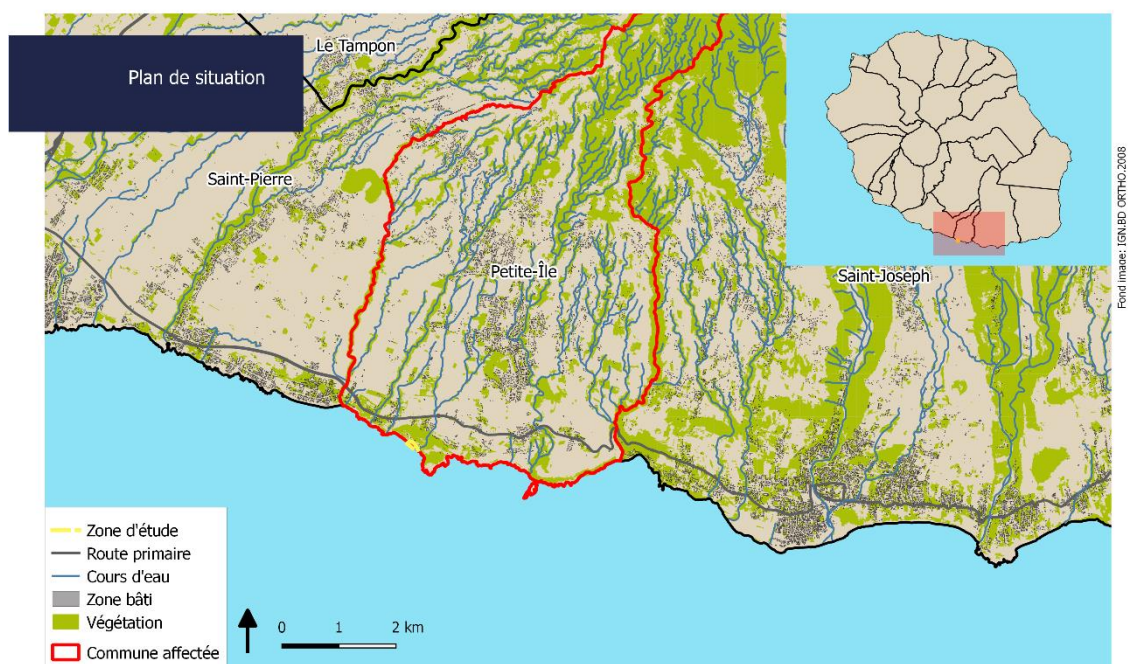 Plan de situation
Le Tampon
Saint-Pierre
Petite-Île
Saint-Joseph
Fond image: IGN.BD ORTHO.2008
Zone d'étude
Route primaire
Cours d'eau
Zone bâti
Végétation
Commune affectée
0 1 2 km